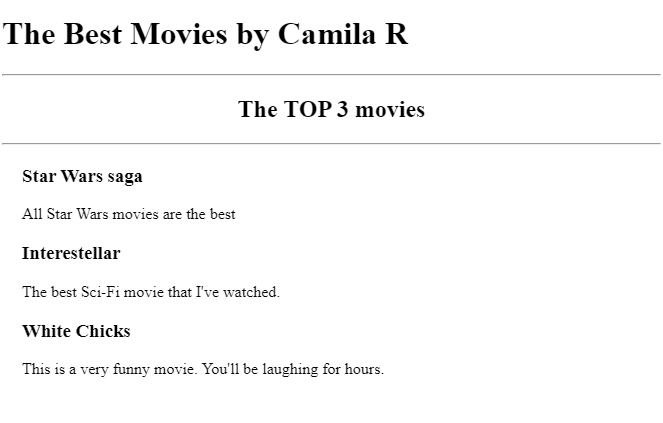 The Best Movies by Camila R
The TOP 3 movies
Star Wars saga
All Star Wars movies are the best
Interestellar
The best Sci-Fi movie that I've watched.
White Chicks
This is a very funny movie. You'll be laughing for hours.